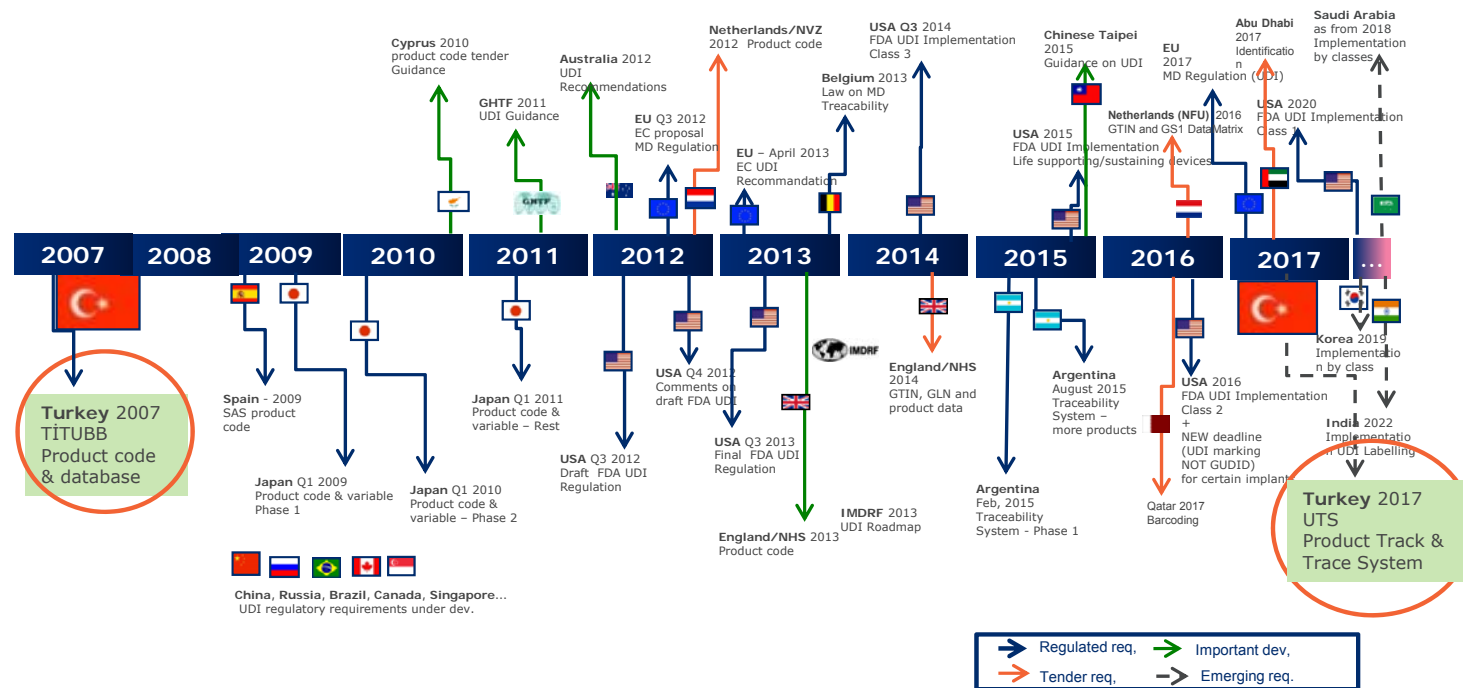 Cyprus 2010
product code tender
Guidance
GHTF 2011
UDI Guidance
Australia 2012
UDI
Recommendations
EU Q3 2012
EC proposal
MD Regulation
Netherlands/NVZ
2012 Product code
EU – April 2013
EC UDI
Recommandation
Belgium 2013
Law on MD
Treacability
USA Q3 2014
FDA UDI Implementation
Class 3
Chinese Taipei
2015
Guidance on UDI
USA 2015
FDA UDI Implementation
Life supporting/sustaining devices
Netherlands (NFU) 2016
GTIN and GS1 DataMatrix
EU
2017
MD Regulation (UDI)
Abu Dhabi
2017
Identificatio
n
USA 2020
FDA UDI Implementation
Class 1
Saudi Arabia
as from 2018
Implementation
by classes
GHTF
2007
2008
2009
2010
2011
2012
2013
2014
2015
2016
2017
...
Turkey 2007
TİTUBB
Product code
& database
Spain - 2009
SAS product
code
Japan Q1 2009
Product code & variable
Phase 1
Japan Q1 2010
Product code &
variable – Phase 2
Japan Q1 2011
Product code &
variable – Rest
USA Q3 2012
Draft FDA UDI
Regulation
USA Q4 2012
Comments on
draft FDA UDI
USA Q3 2013
Final FDA UDI
Regulation
England/NHS 2013
Product code
IMDRF
IMDRF 2013
UDI Roadmap
England/NHS
2014
GTIN, GLN and
product data
Argentina
Feb, 2015
Traceability
System - Phase 1
Argentina
August 2015
Traceability
System –
more products
Qatar 2017
Barcoding
USA 2016
FDA UDI Implementation
Class 2
+
NEW deadline
(UDI marking
NOT GUDID)
for certain implants
Korea 2019
Implementatio
n by class
India 2022
Implementatio
n UDI Labelling
Turkey 2017
UTS
Product Track &
Trace System
China, Russia, Brazil, Canada, Singapore...
UDI regulatory requirements under dev.
Regulated req,
Important dev,
Tender req,
Emerging req.